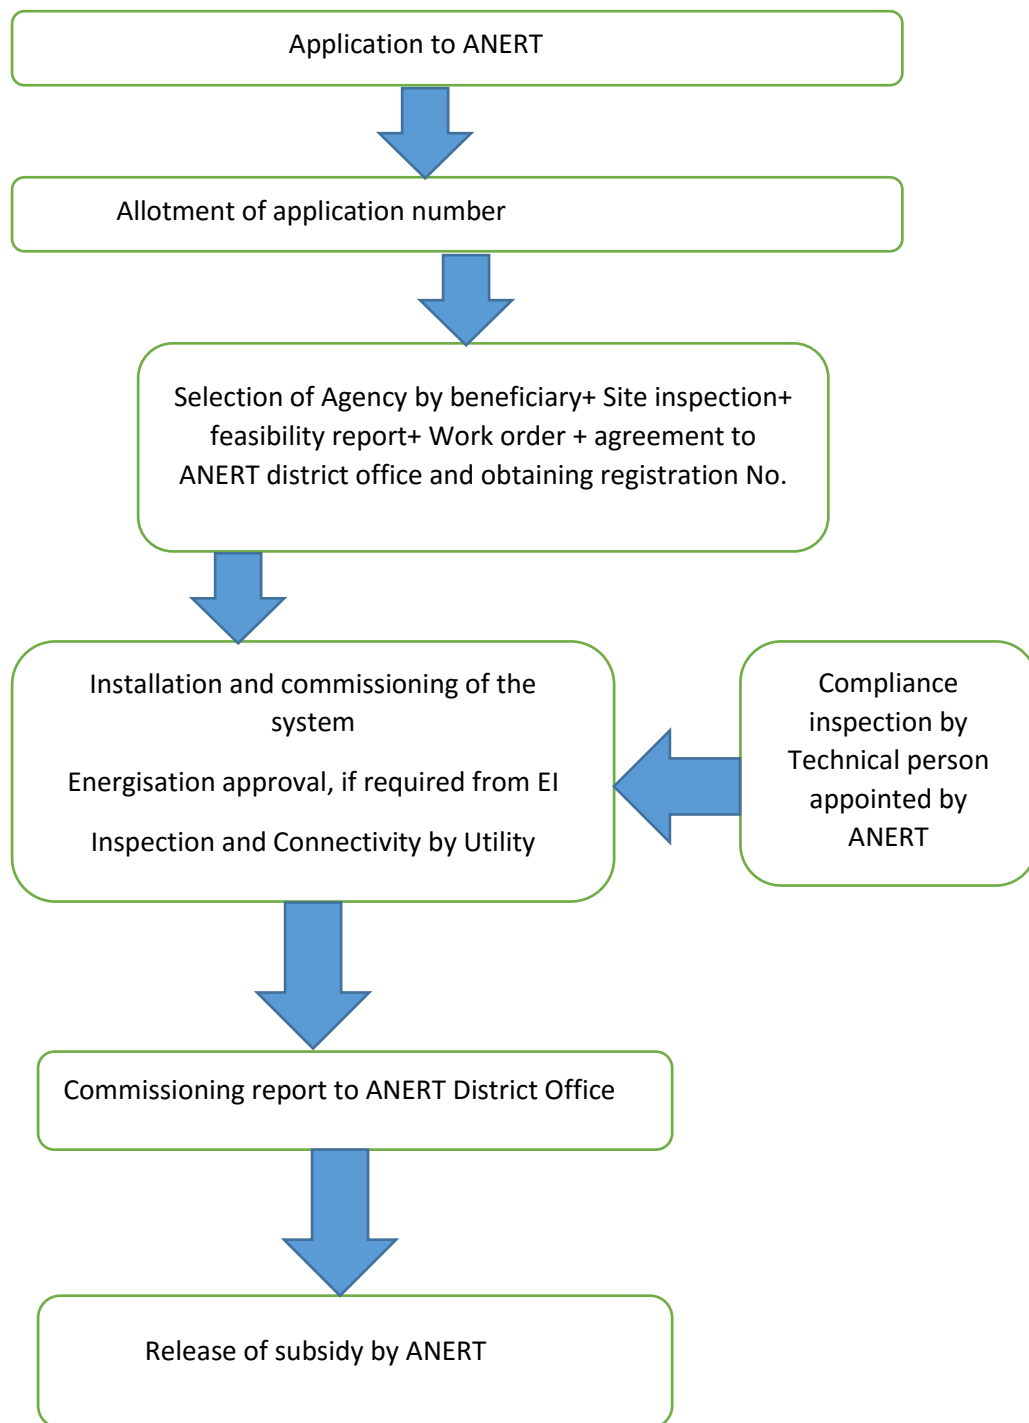 Application to ANERT
Allotment of application number
Selection of Agency by beneficiary+ Site inspection+
feasibility report+ Work order + agreement to
ANERT district office and obtaining registration No.
Installation and commissioning of the
system
Energisation approval, if required from EI
Inspection and Connectivity by Utility
Compliance
inspection by
Technical person
appointed by
ANERT
Commissioning report to ANERT District Office
Release of subsidy by ANERT